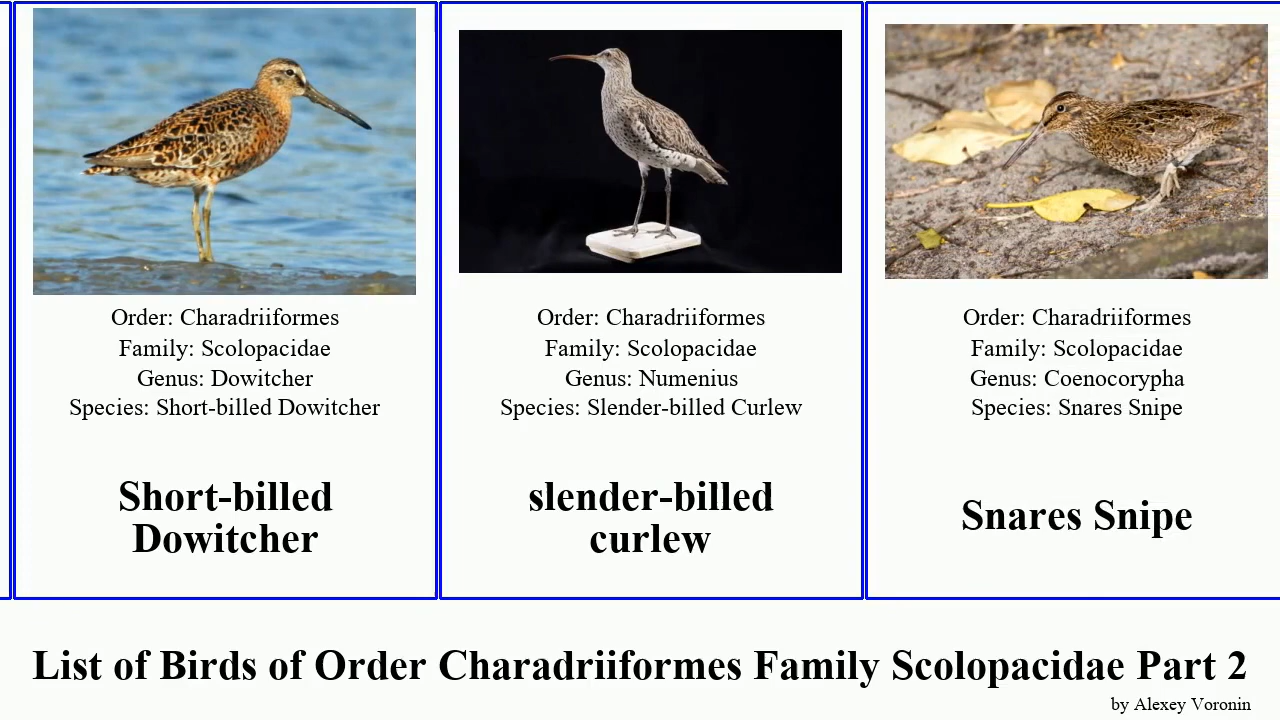 Order: Charadriiformes
Family: Scolopacidae
Genus: Dowitcher
Species: Short-billed Dowitcher
Short-billed
Dowitcher
Order: Charadriiformes
Family: Scolopacidae
Genus: Numenius
Species: Slender-billed Curlew
slender-billed
curlew
Order: Charadriiformes
Family: Scolopacidae
Genus: Coenocorypha
Species: Snares Snipe
Snares Snipe
List of Birds of Order Charadriiformes Family Scolopacidae Part 2
by Alexey Voronin